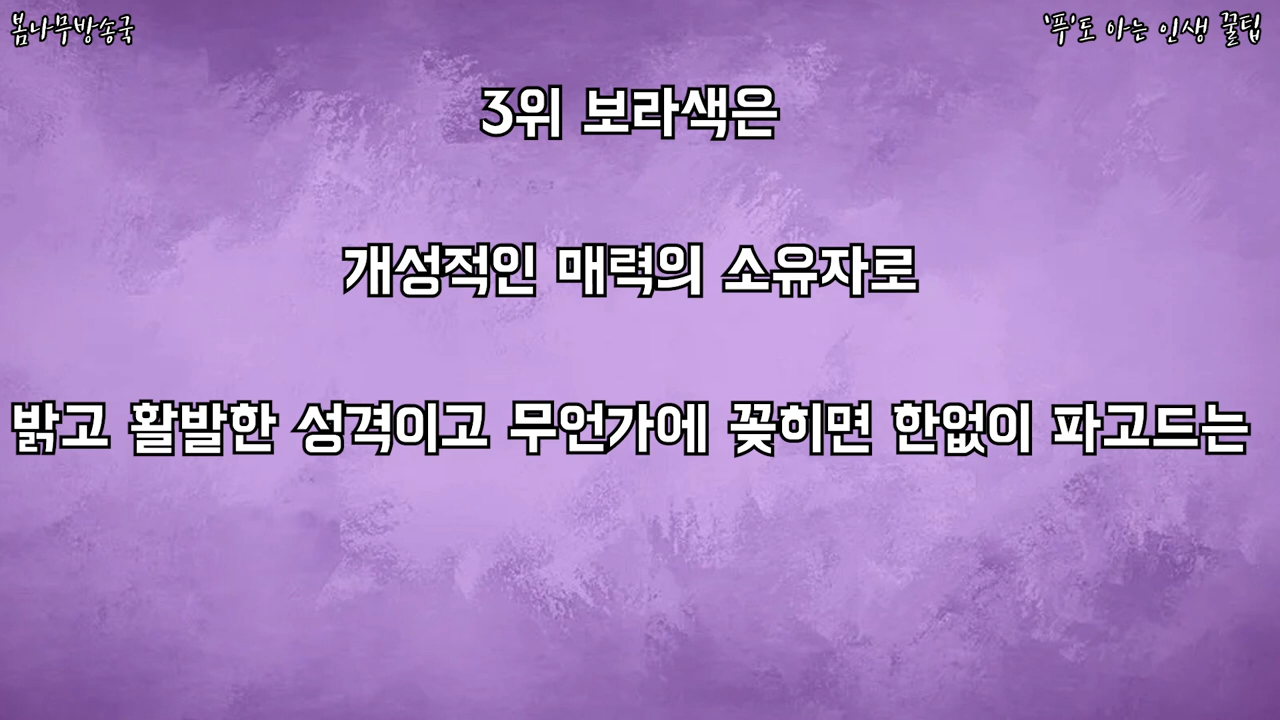 봄나무방송국
'푸'도 아는 인생 꿀팁
3위 보라색은
개성적인 매력의 소유자로
밝고 활발한 성격이고 무언가에 꽂히면 한없이 파고드는